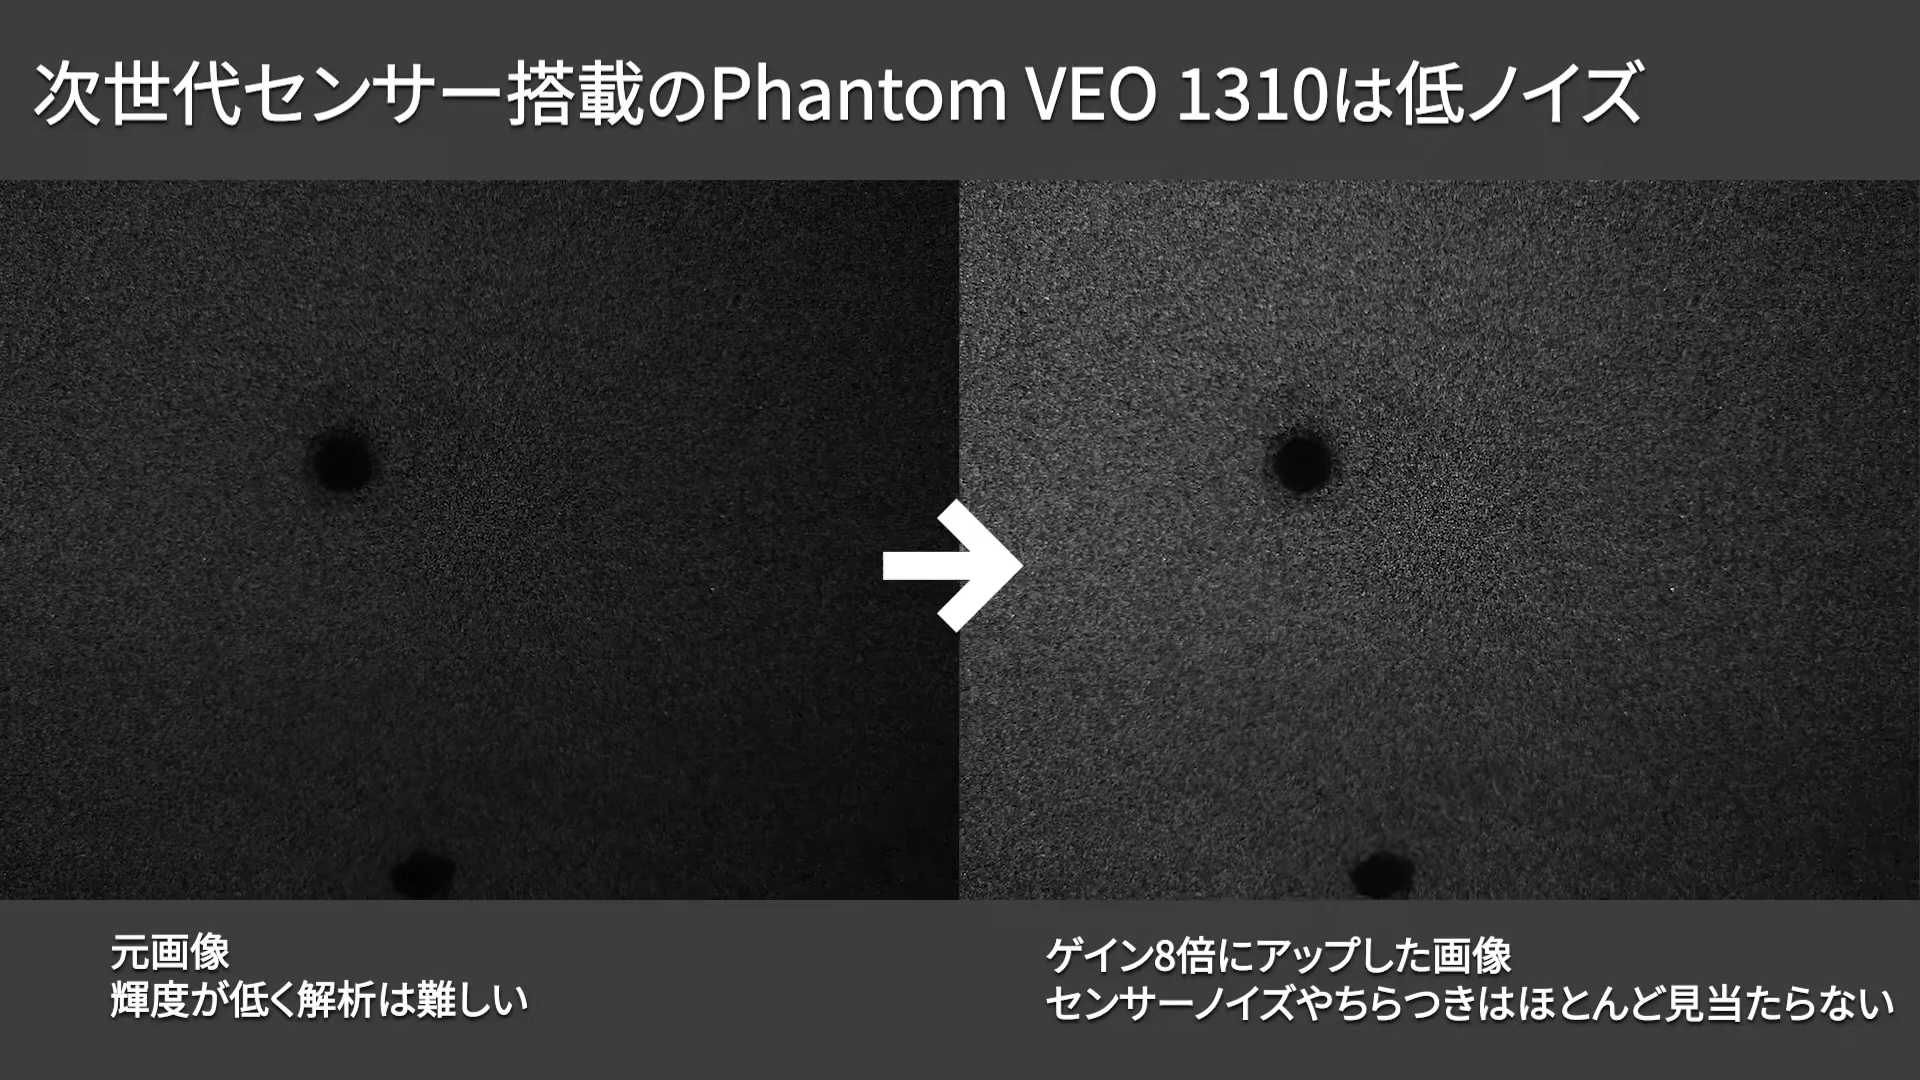 次世代センサー搭載のPhantom VEO 1310は低ノイズ
元画像
輝度が低く解析は難しい
ゲイン8倍にアップした画像
センサーノイズやちらつきはほとんど見当たらない